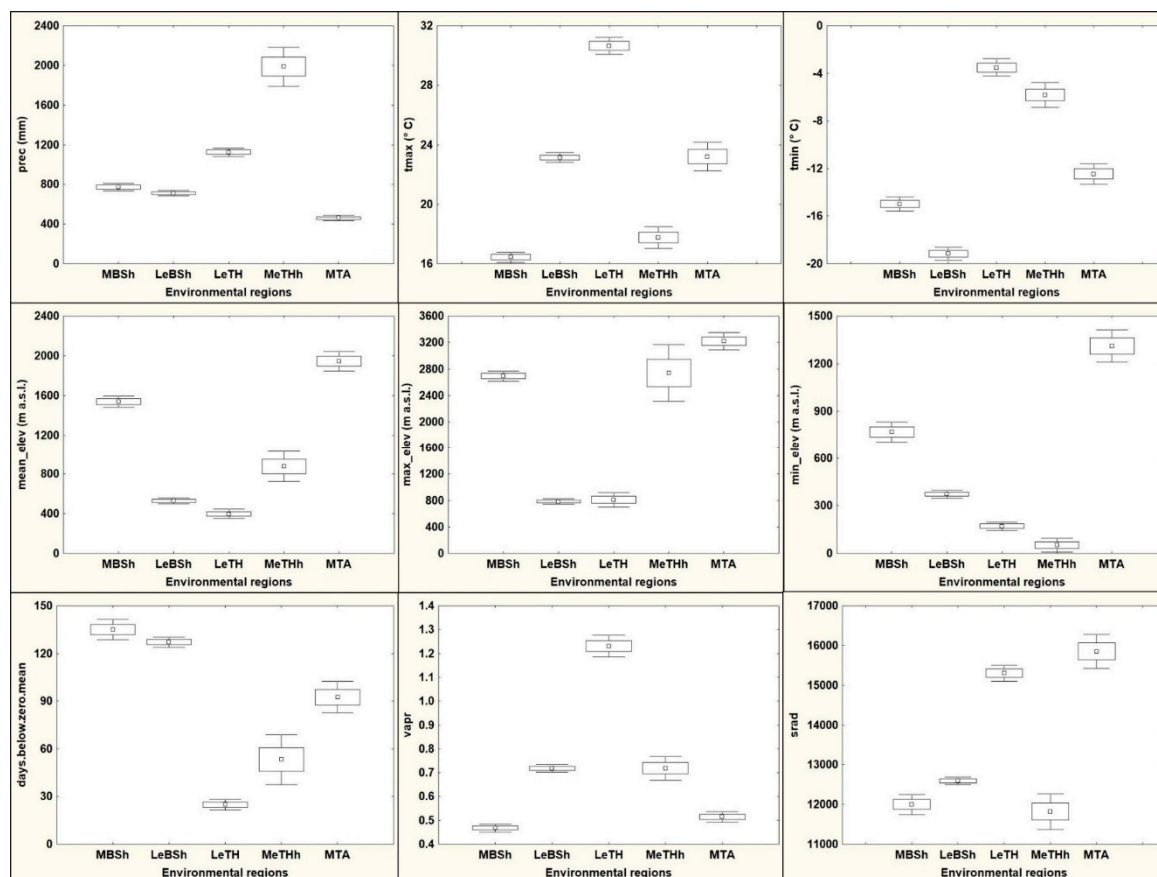 prec (mm)
2400
2000
1600
1200
800
400
0
MBSh LeBSh LeTH MeTHh MTA
Environmental regions
tmax (° C)
32
28
24
20
16
MBSh LeBSh LeTH MeTHh MTA
Environmental regions
tmin (° C)
-0
-4
-8
-12
-16
-20
MBSh LeBSh LeTH MeTHh MTA
Environmental regions
mean_elev (m a.s.l.)
2400
2000
1600
1200
800
400
0
MBSh LeBSh LeTH MeTHh MTA
Environmental regions
max_elev (m a.s.l.)
3600
3200
2800
2400
2000
1600
1200
800
400
0
MBSh LeBSh LeTH MeTHh MTA
Environmental regions
min_elev (m a.s.l.)
1500
1200
900
600
300
0
MBSh LeBSh LeTH MeTHh MTA
Environmental regions
days.below.zero.mean
150
120
90
60
30
0
MBSh LeBSh LeTH MeTHh MTA
Environmental regions
vapr
1.4
1.3
1.2
1.1
1.0
0.9
0.8
0.7
0.6
0.5
0.4
MBSh LeBSh LeTH MeTHh MTA
Environmental regions
srad
17000
16000
15000
14000
13000
12000
11000
MBSh LeBSh LeTH MeTHh MTA
Environmental regions